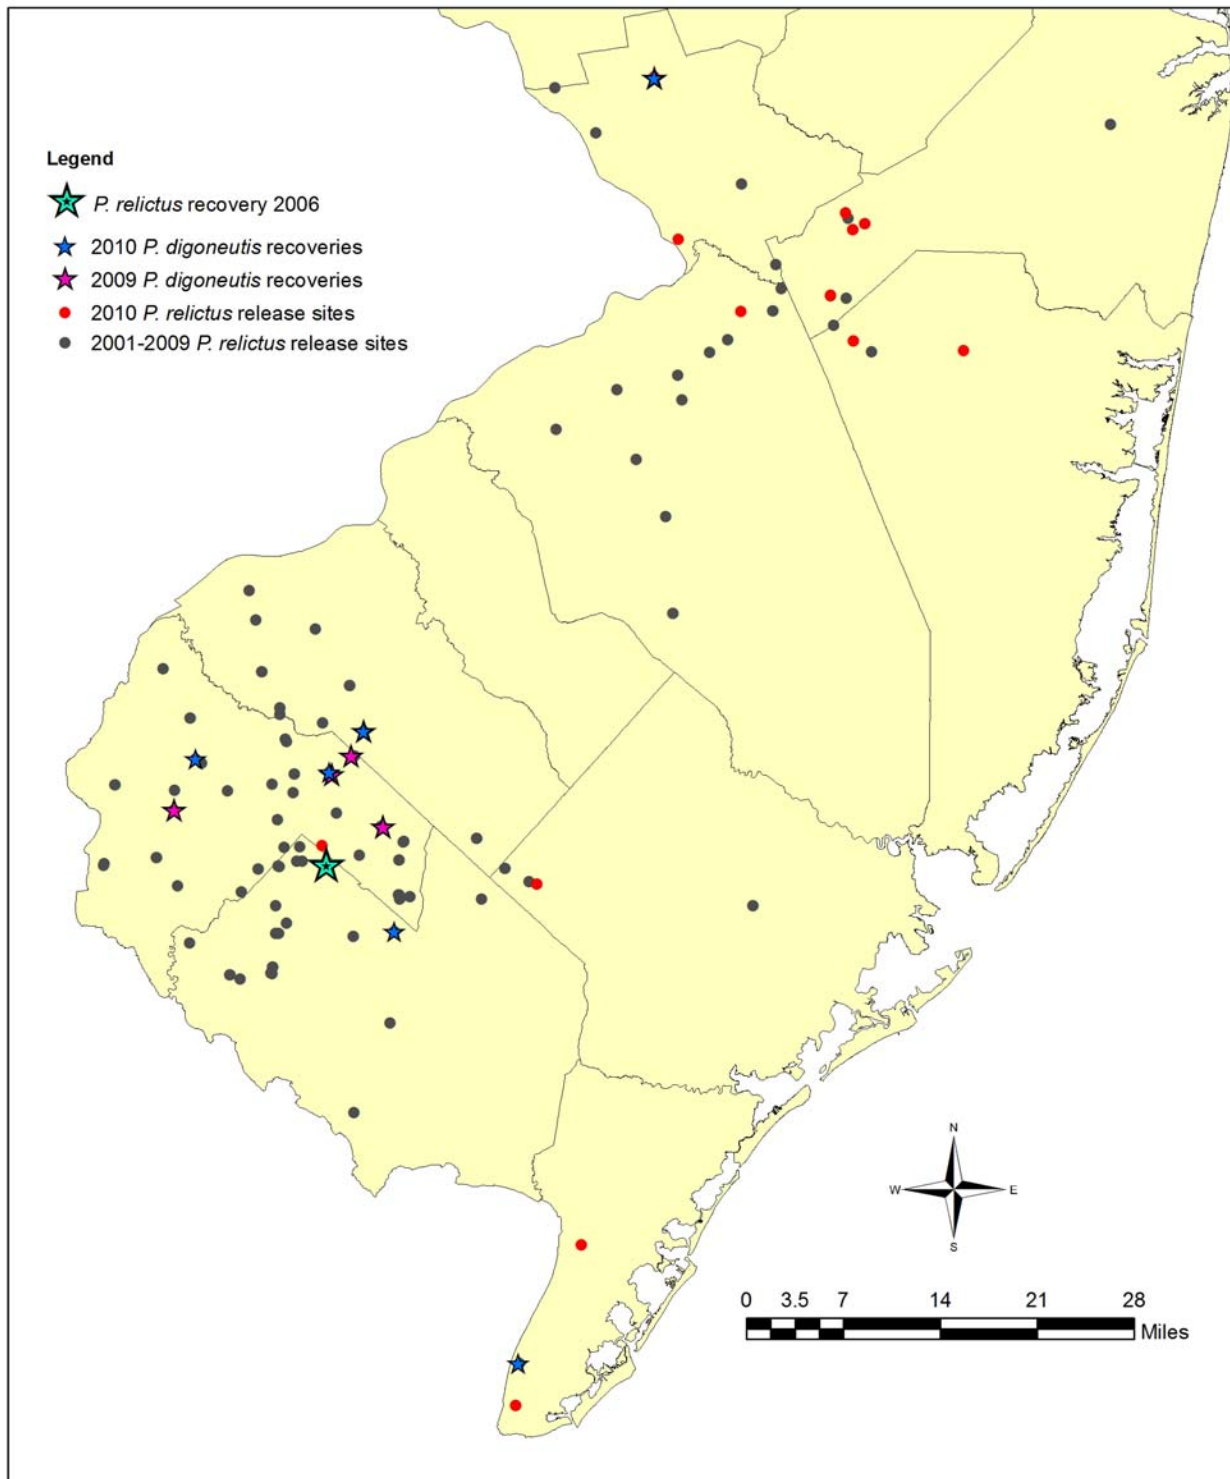 Legend
P. relictus recovery 2006
2010 P. digoneutis recoveries
2009 P. digoneutis recoveries
2010 P. relictus release sites
2001-2009 P. relictus release sites
N
W E
S
0 3.5 7 14 21 28
Miles